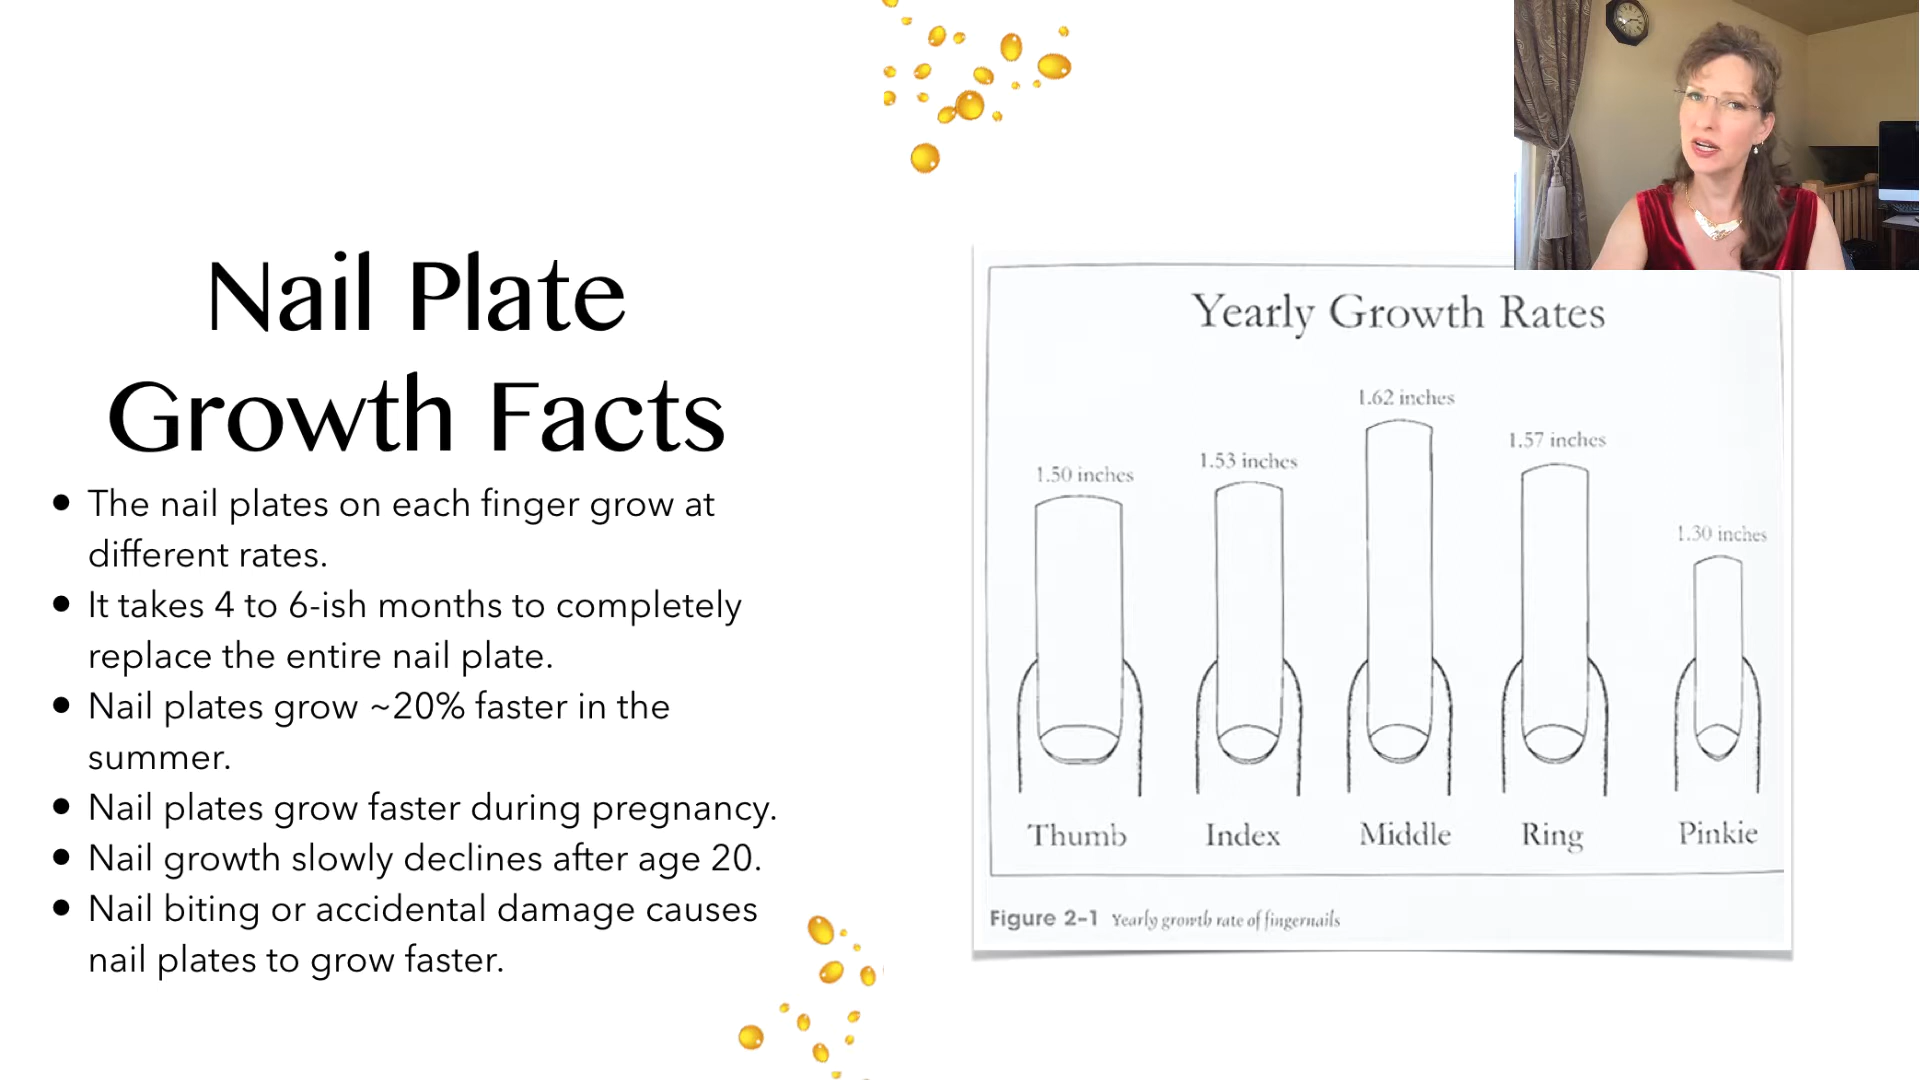 Nail Plate
Growth Facts
• The nail plates on each finger grow at
different rates.
• It takes 4 to 6-ish months to completely
replace the entire nail plate.
• Nail plates grow ~20% faster in the
summer.
• Nail plates grow faster during pregnancy.
• Nail growth slowly declines after age 20.
• Nail biting or accidental damage causes
nail plates to grow faster.
Yearly Growth Rates
1.50 inches
1.53 inches
1.62 inches
1.57 inches
1.30 inches
Thumb Index Middle Ring Pinkie
Figure 2-1 Yearly growth rate of fingernails